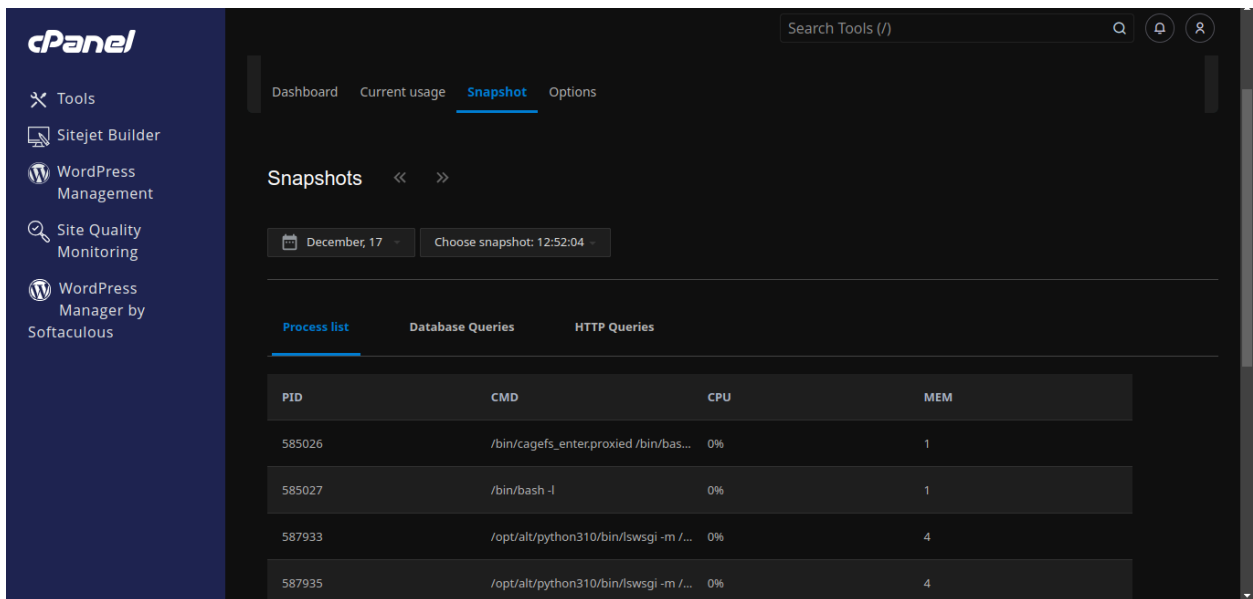 cPanel
Search Tools (/)
Tools
Sitejet Builder
WordPress
Management
Site Quality
Monitoring
WordPress
Manager by
Softaculous
Dashboard Current usage Snapshot Options
Snapshots « »
December, 17 Choose snapshot: 12:52:04
Process list Database Queries HTTP Queries
PID CMD CPU MEM
585026 /bin/cagefs_enter.proxied /bin/bas... 0% 1
585027 /bin/bash -l 0% 1
587933 /opt/alt/python310/bin/lswsgi -m /... 0% 4
587935 /opt/alt/python310/bin/lswsgi -m /... 0% 4